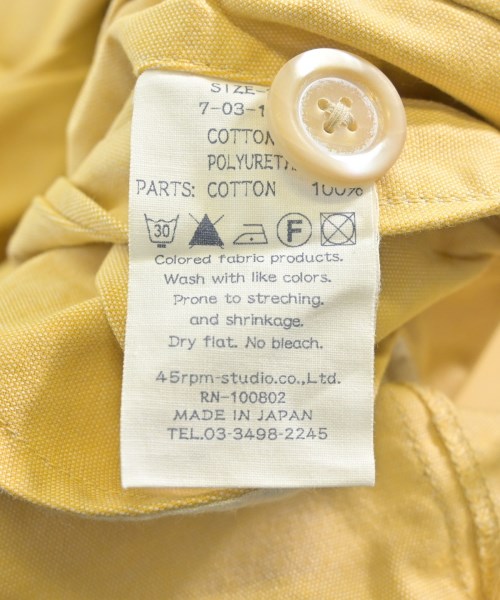 SIZE-
7-03-1
COTTON
PARTS: COTTON 100%
30 F
Colored fabric products.
Wash with like colors.
Prone to streching.
and shrinkage.
Dry flat. No bleach.
45rpm-studio.co.,Ltd.
RN-100802
MADE IN JAPAN
TEL.03-3498-2245